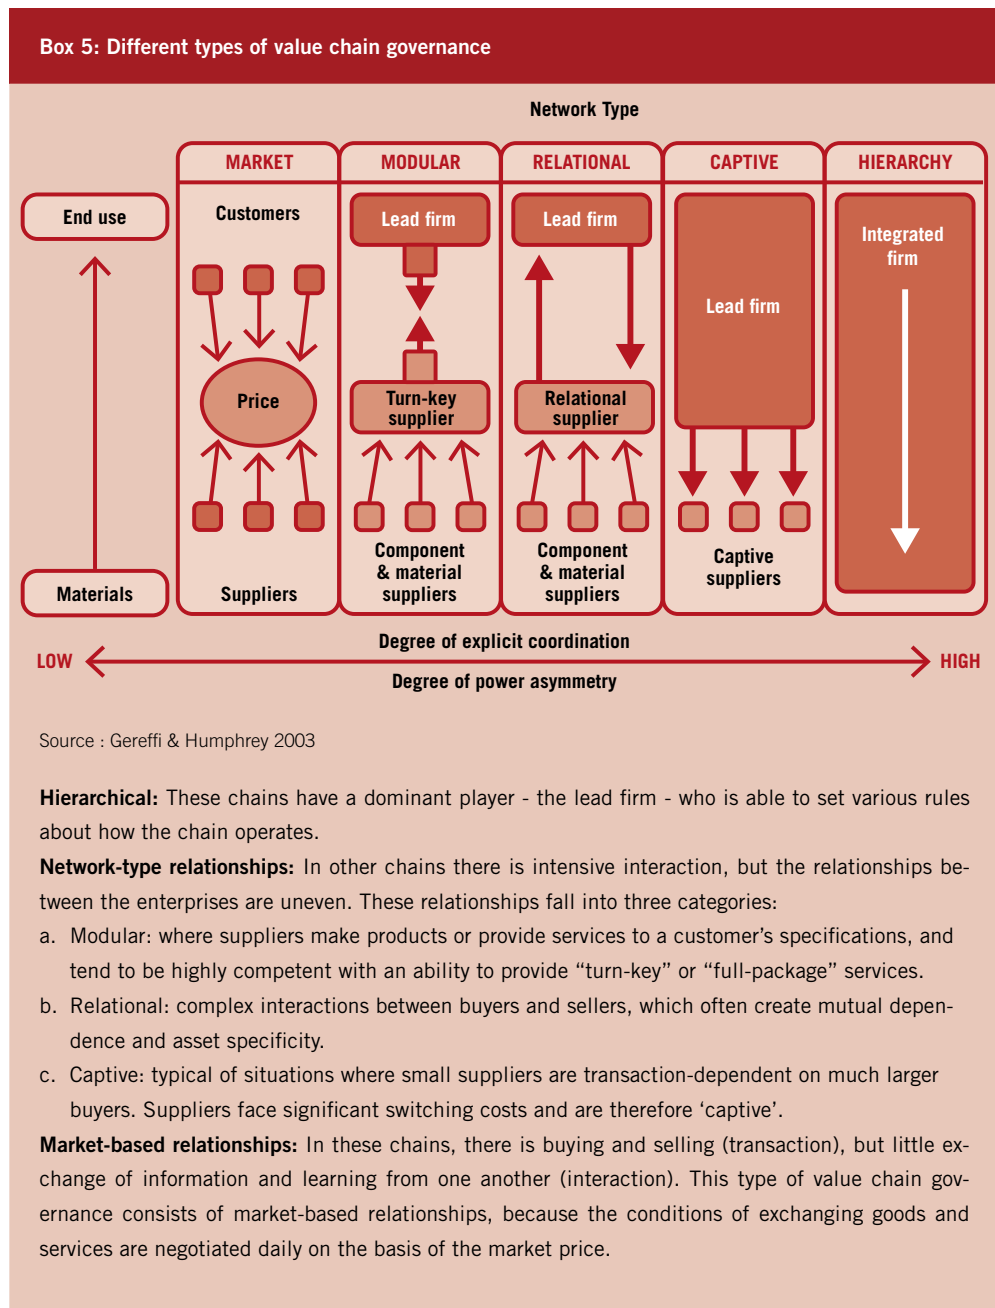 Box 5: Different types of value chain governance
Network Type
MARKET
MODULAR
RELATIONAL
CAPTIVE
HIERARCHY
End use
Materials
Customers
Price
Suppliers
Lead firm
Turn-key
supplier
Component
& material
suppliers
Lead firm
Relational
supplier
Component
& material
suppliers
Lead firm
Captive
suppliers
Integrated
firm
Degree of explicit coordination
LOW
HIGH
Degree of power asymmetry
Source : Gereffi & Humphrey 2003
Hierarchical: These chains have a dominant player - the lead firm - who is able to set various rules
about how the chain operates.
Network-type relationships: In other chains there is intensive interaction, but the relationships be-
tween the enterprises are uneven. These relationships fall into three categories:
a. Modular: where suppliers make products or provide services to a customer’s specifications, and
tend to be highly competent with an ability to provide “turn-key” or “full-package” services.
b. Relational: complex interactions between buyers and sellers, which often create mutual depen-
dence and asset specificity.
c. Captive: typical of situations where small suppliers are transaction-dependent on much larger
buyers. Suppliers face significant switching costs and are therefore ‘captive’.
Market-based relationships: In these chains, there is buying and selling (transaction), but little ex-
change of information and learning from one another (interaction). This type of value chain gov-
ernance consists of market-based relationships, because the conditions of exchanging goods and
services are negotiated daily on the basis of the market price.